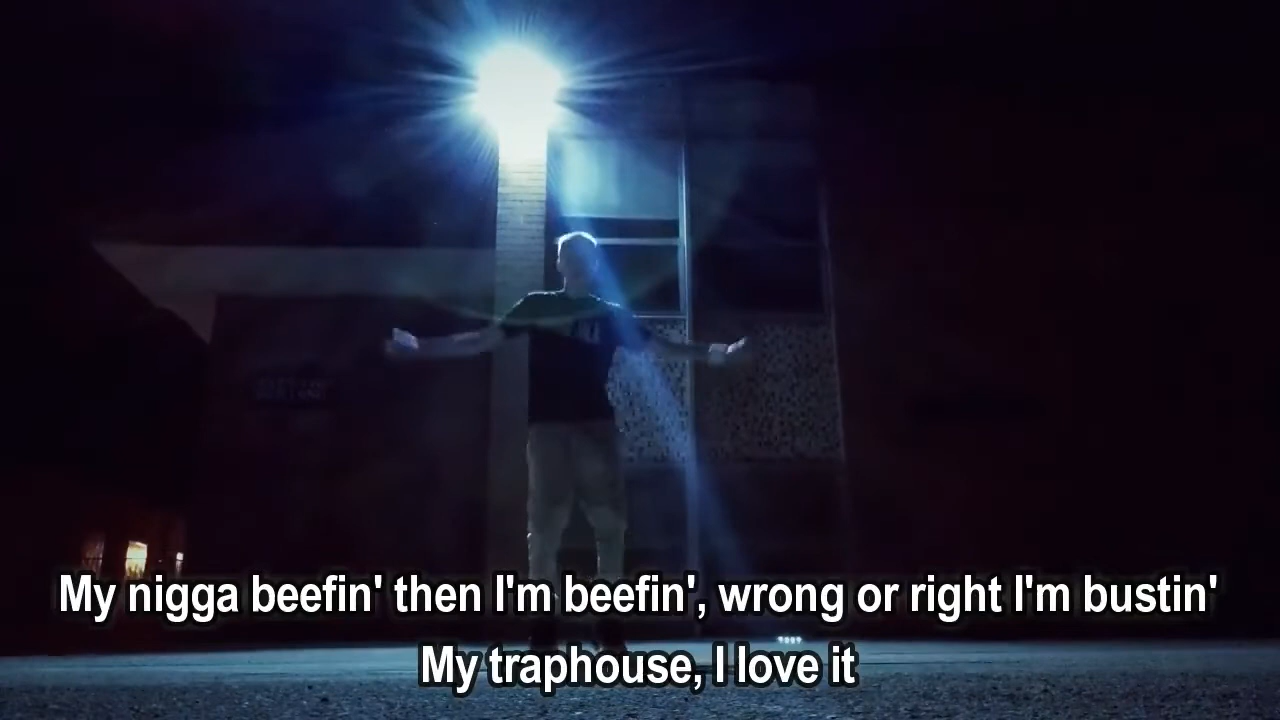 My nigga beefin' then I'm beefin', wrong or right I'm bustin'
My traphouse, I love it